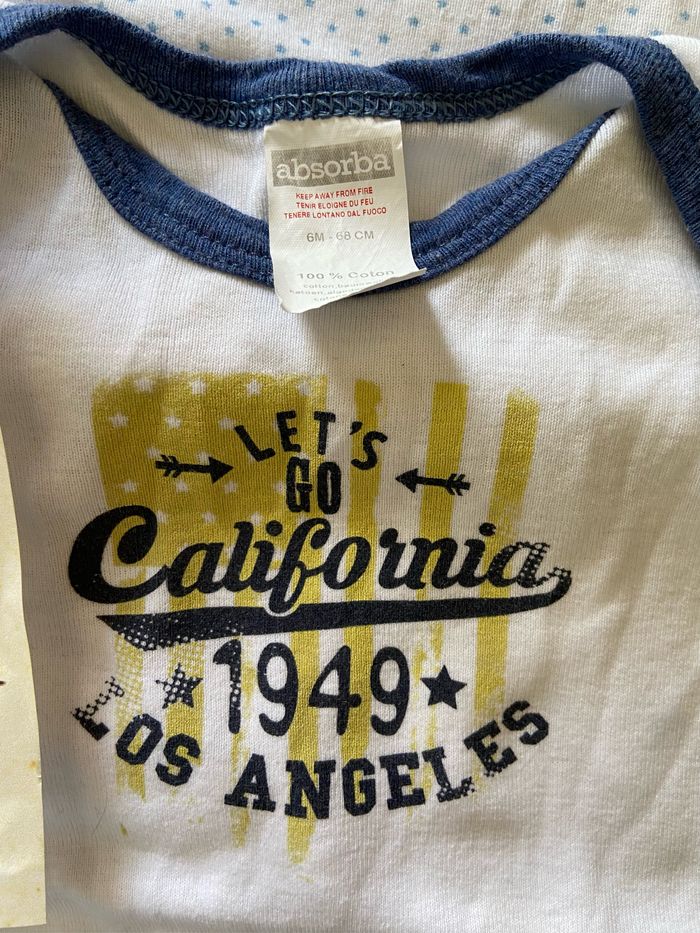 absorba
KEEP AWAY FROM FIRE
TENIR ELOIGNE DU FEU
TENERE LONTANO DAL FUOCO
6M - 68 CM
100 % Coton
LET'S
GO
California
1949
LOS ANGELES